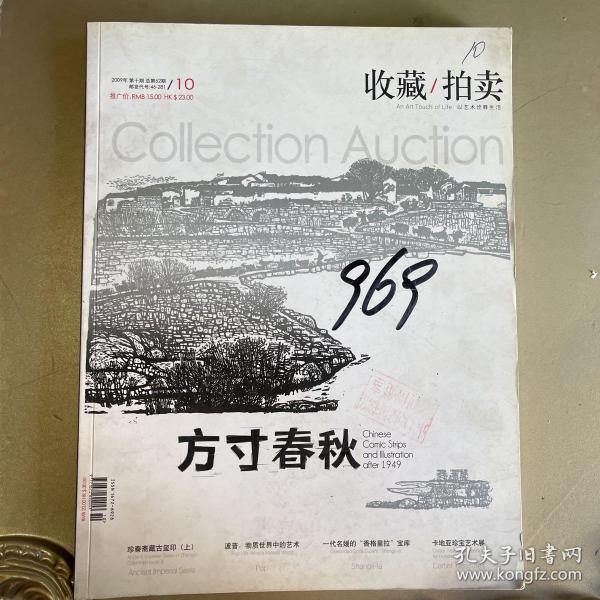 10
2009年 第十期 总第52期
邮发代号:46-281 /10
推广价:RMB 15.00 HK $ 23.00
收藏/拍卖
An Art Touch of Life 以艺术诠释生活
Collection Auction
969
方寸春秋
Chinese
Comic Strips
and Illustration
after 1949
珍秦斋藏古玺印（上）
Ancient Imperial Seals
波普：物质世界中的艺术
Pop
一代名媛的“香格里拉”宝库
Shangri-la
卡地亚珍宝艺术展
Cartier
孔夫子旧书网
www.kongfz.com